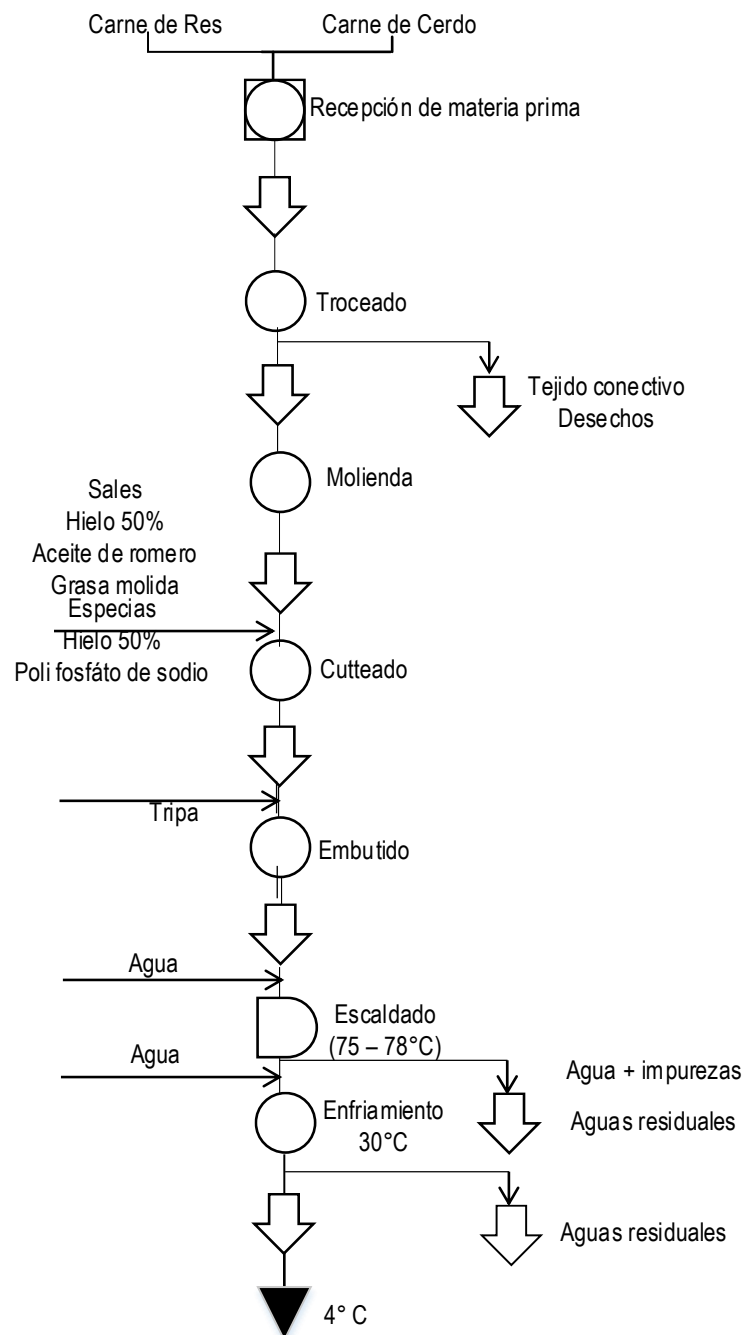 Carne de Res
Carne de Cerdo
Recepción de materia prima
Troceado
Tejido conectivo
Desechos
Molienda
Sales
Hielo 50%
Aceite de romero
Grasa molida
Especias
Hielo 50%
Poli fosfáto de sodio
Cutteado
Tripa
Embutido
Agua
Escaldado
(75 – 78°C)
Agua
Agua + impurezas
Aguas residuales
Enfriamiento
30°C
Aguas residuales
4° C